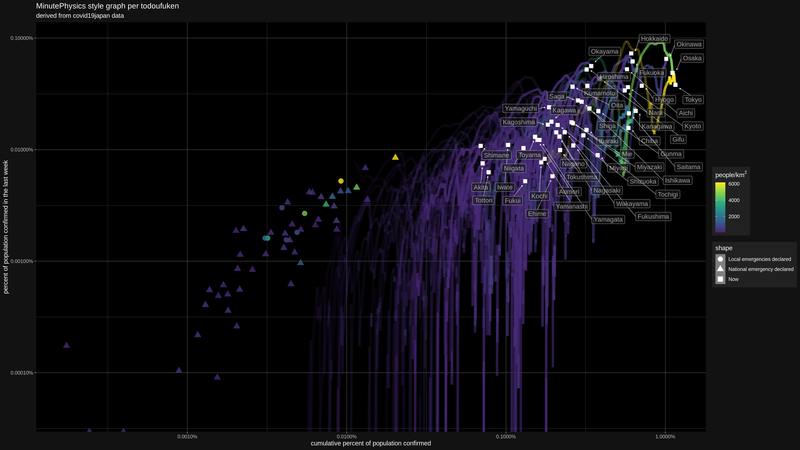 MinutePhysics style graph per todoufuken
derived from covid19japan data
percent of population confirmed in the last week
0.10000%
0.01000%
0.00100%
0.00010%
0.0010%
0.0100%
0.1000%
1.0000%
cumulative percent of population confirmed
Hokkaido
Okinawa
Okayama
Osaka
Hiroshima
Fukuoka
Kumamoto
Saga
Hyogo
Tokyo
Yamaguchi
Kagawa
Oita
Nara
Aichi
Kagoshima
Shiga
Kanagawa
Kyoto
Ibaraki
Chiba
Gifu
Shimane
Toyama
Mie
Gunma
Nagano
Niigata
Miyagi
Miyazaki
Saitama
Tokushima
Shizuoka
Ishikawa
Akita
Iwate
Aomori
Nagasaki
Tochigi
Tottori
Fukui
Kochi
Yamanashi
Wakayama
Ehime
Yamagata
Fukushima
people/km²
6000
4000
2000
shape
Local emergencies declared
National emergency declared
Now